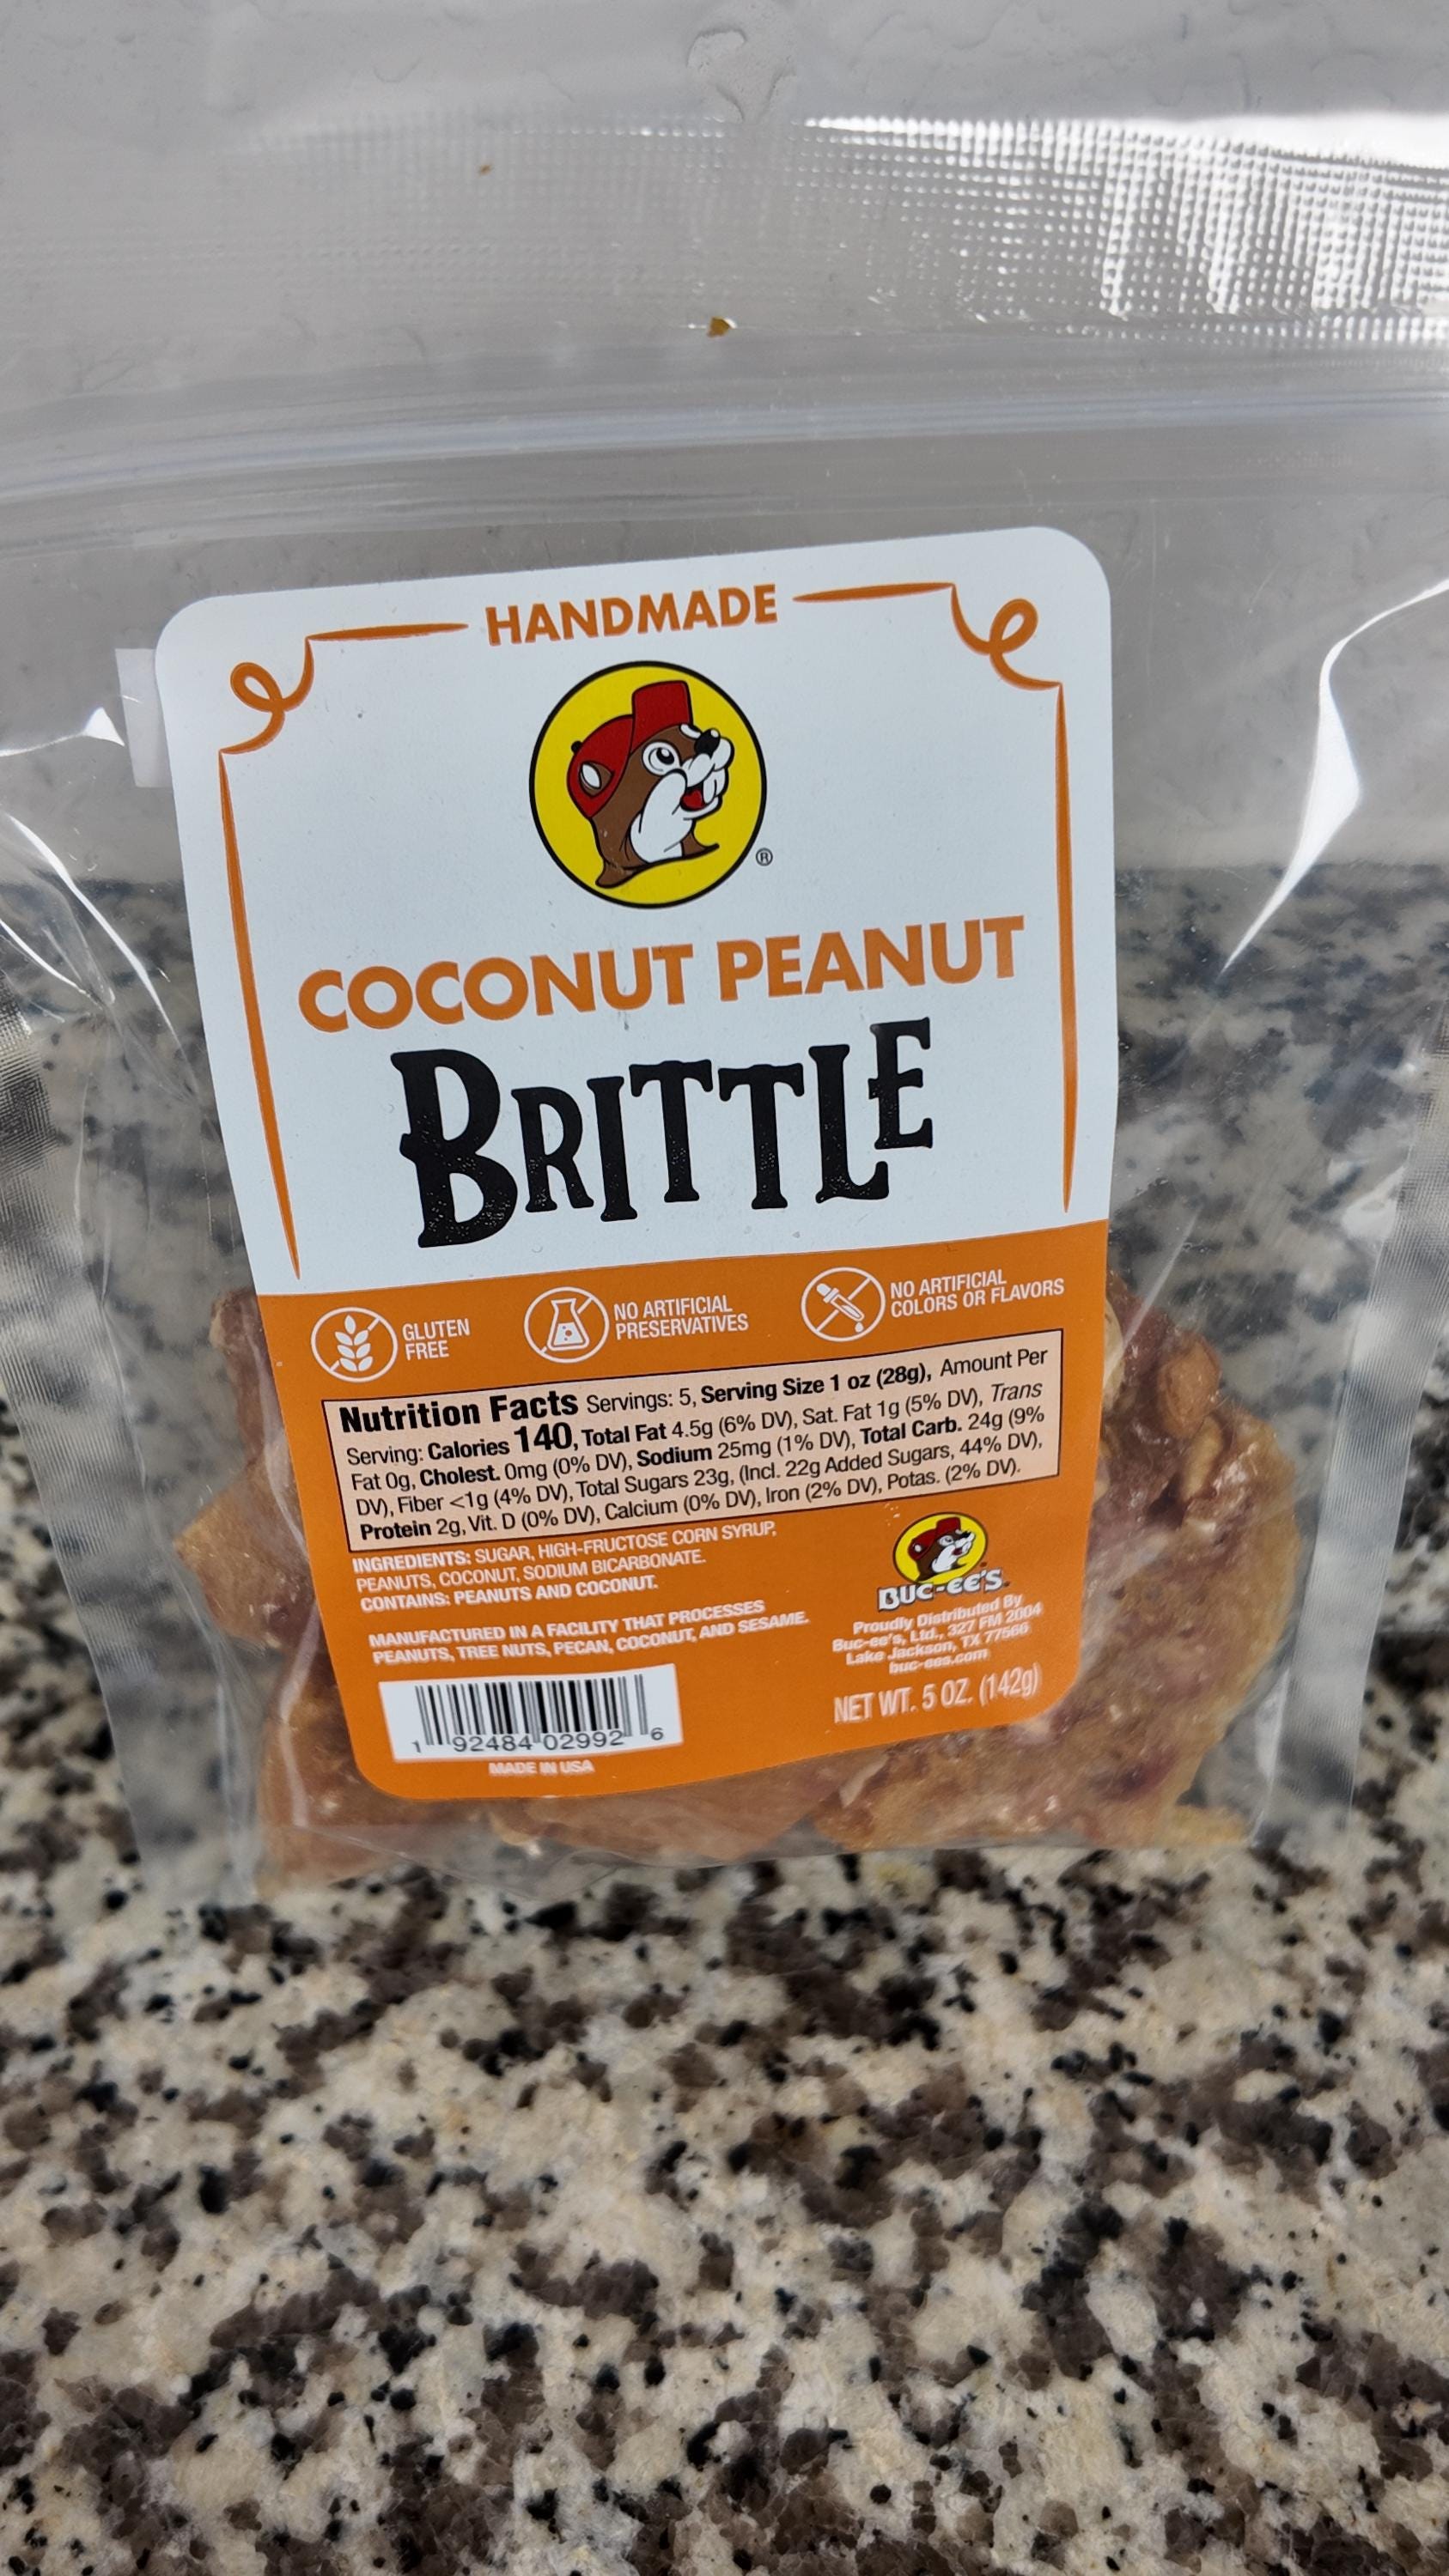 HANDMADE
®
COCONUT PEANUT
BRITTLE
GLUTEN
FREE
NO ARTIFICIAL
PRESERVATIVES
NO ARTIFICIAL
COLORS OR FLAVORS
Nutrition Facts Servings: 5, Serving Size 1 oz (28g), Amount Per
Serving: Calories 140, Total Fat 4.5g (6% DV), Sat. Fat 1g (5% DV), Trans
Fat 0g, Cholest. 0mg (0% DV), Sodium 25mg (1% DV), Total Carb. 24g (9%
DV), Fiber <1g (4% DV), Total Sugars 23g, (Incl. 22g Added Sugars, 44% DV),
Protein 2g, Vit. D (0% DV), Calcium (0% DV), Iron (2% DV), Potas. (2% DV).
INGREDIENTS: SUGAR, HIGH-FRUCTOSE CORN SYRUP,
PEANUTS, COCONUT, SODIUM BICARBONATE.
CONTAINS: PEANUTS AND COCONUT.
MANUFACTURED IN A FACILITY THAT PROCESSES
PEANUTS, TREE NUTS, PECAN, COCONUT, AND SESAME.
1 92484 02992 6
MADE IN USA
BUC-EE'S
Proudly Distributed By
Buc-ee's, Ltd., 327 FM 2004
Lake Jackson, TX 77566
buc-ees.com
NET WT. 5 OZ. (142g)